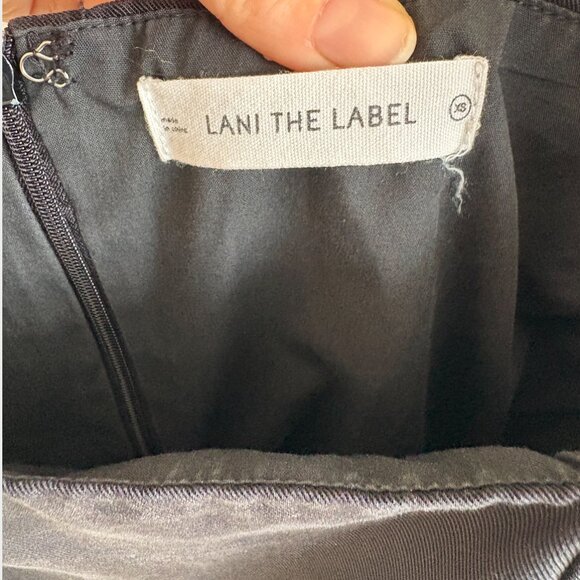 made
in china
LANI THE LABEL
XS